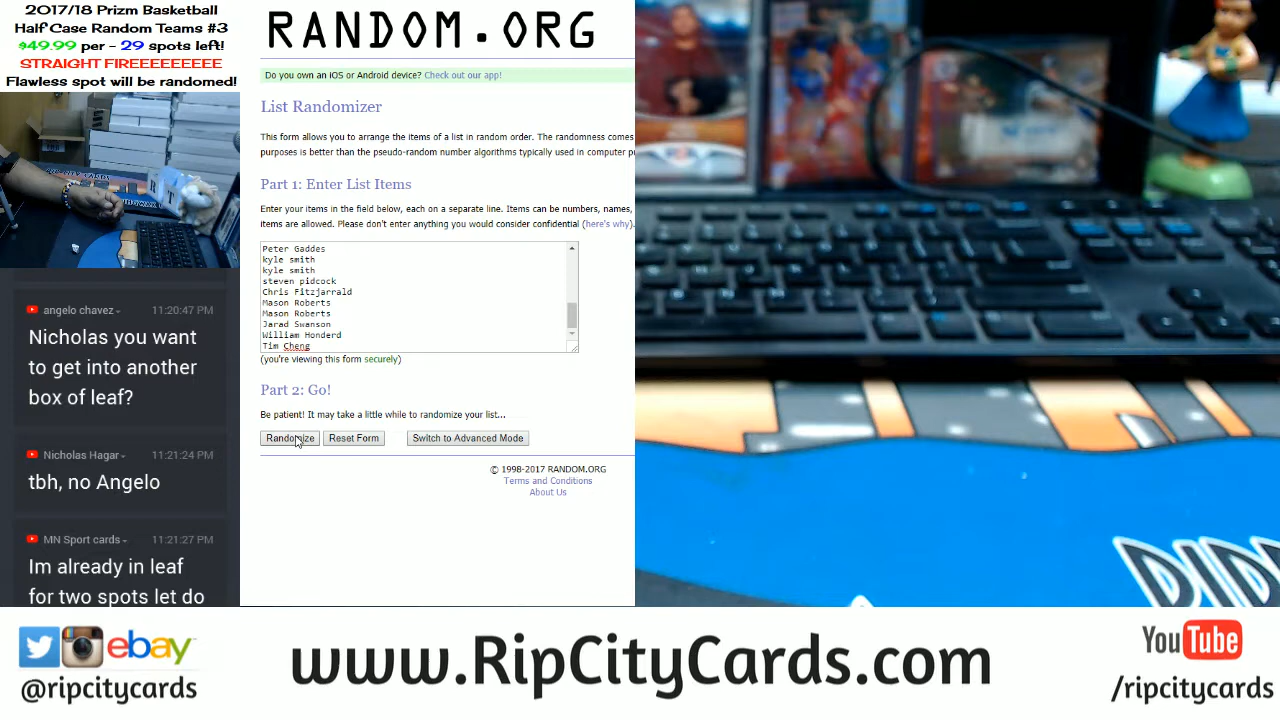 2017/18 Prizm Basketball
Half Case Random Teams #3
$49.99 per - 29 spots left!
STRAIGHT FIREEEEEEEEE
Flawless spot will be randomed!
angelo chavez
11:20:47 PM
Nicholas you want
to get into another
box of leaf?
Nicholas Hagar
11:21:24 PM
tbh, no Angelo
MN Sport cards
11:21:27 PM
Im already in leaf
for two spots let do
RANDOM.ORG
Do you own an iOS or Android device? Check out our app!
List Randomizer
This form allows you to arrange the items of a list in random order. The randomness comes
purposes is better than the pseudo-random number algorithms typically used in computer
Part 1: Enter List Items
Enter your items in the field below, each on a separate line. Items can be numbers, names,
items are allowed. Please don't enter anything you would consider confidential (here's why).
Peter Gaddes
kyle smith
kyle smith
steven pidcock
Chris Fitzjarrald
Mason Roberts
Mason Roberts
Jarad Swanson
William Honderd
Tim Cheng
(you're viewing this form securely)
Part 2: Go!
Be patient! It may take a little while to randomize your list...
Randomize
Reset Form
Switch to Advanced Mode
© 1998-2017 RANDOM.ORG
Terms and Conditions
About Us
ebay
@ripcitycards
www.RipCityCards.com
YouTube
/ripcitycards